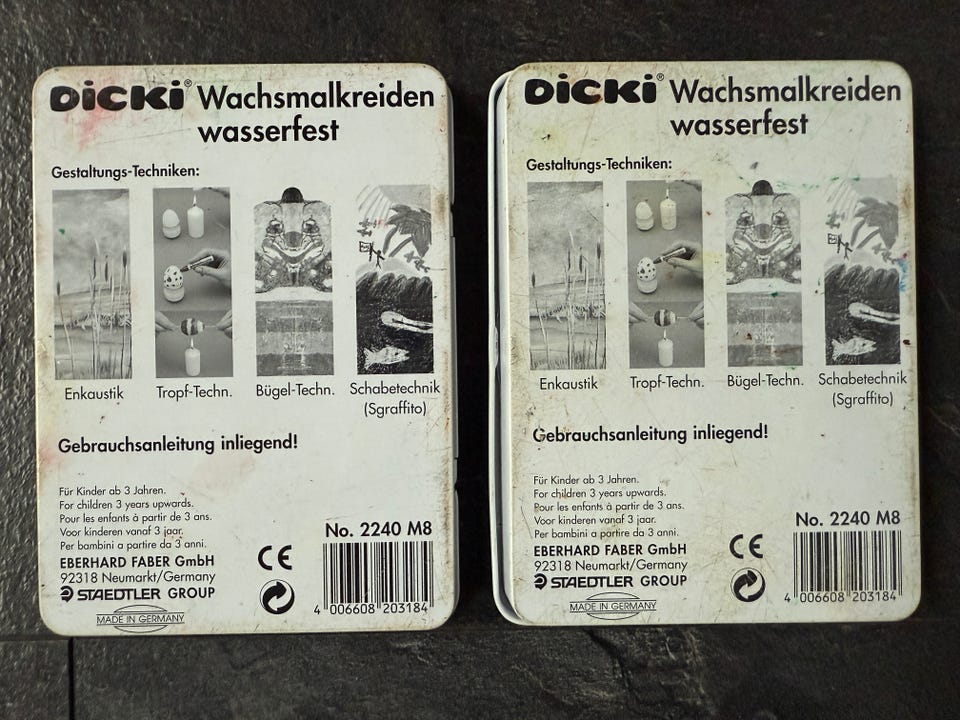 DiCKi® Wachsmalkreiden
wasserfest
Gestaltungs-Techniken:
Enkaustik
Tropf-Techn.
Bügel-Techn.
Schabetechnik
(Sgraffito)
Gebrauchsanleitung inliegend!
Für Kinder ab 3 Jahren.
For children 3 years upwards.
Pour les enfants à partir de 3 ans.
Voor kinderen vanaf 3 jaar.
Per bambini a partire da 3 anni.
EBERHARD FABER GmbH
92318 Neumarkt/Germany
STAEDTLER GROUP
MADE IN GERMANY
CE
No. 2240 M8
4 006608 203184
DiCKi® Wachsmalkreiden
wasserfest
Gestaltungs-Techniken:
Enkaustik
Tropf-Techn.
Bügel-Techn.
Schabetechnik
(Sgraffito)
Gebrauchsanleitung inliegend!
Für Kinder ab 3 Jahren.
For children 3 years upwards.
Pour les enfants à partir de 3 ans.
Voor kinderen vanaf 3 jaar.
Per bambini a partire da 3 anni.
EBERHARD FABER GmbH
92318 Neumarkt/Germany
STAEDTLER GROUP
MADE IN GERMANY
CE
No. 2240 M8
4 006608 203184